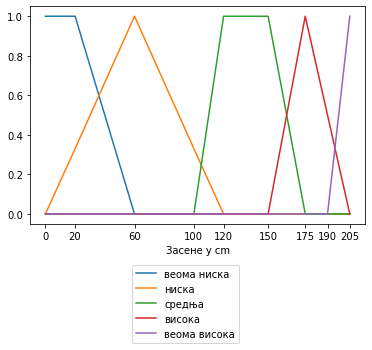 1.0
0.8
0.6
0.4
0.2
0.0
0 20 60 100 120 150 175 190 205
Засене у cm
веома ниска
ниска
средња
висока
веома висока